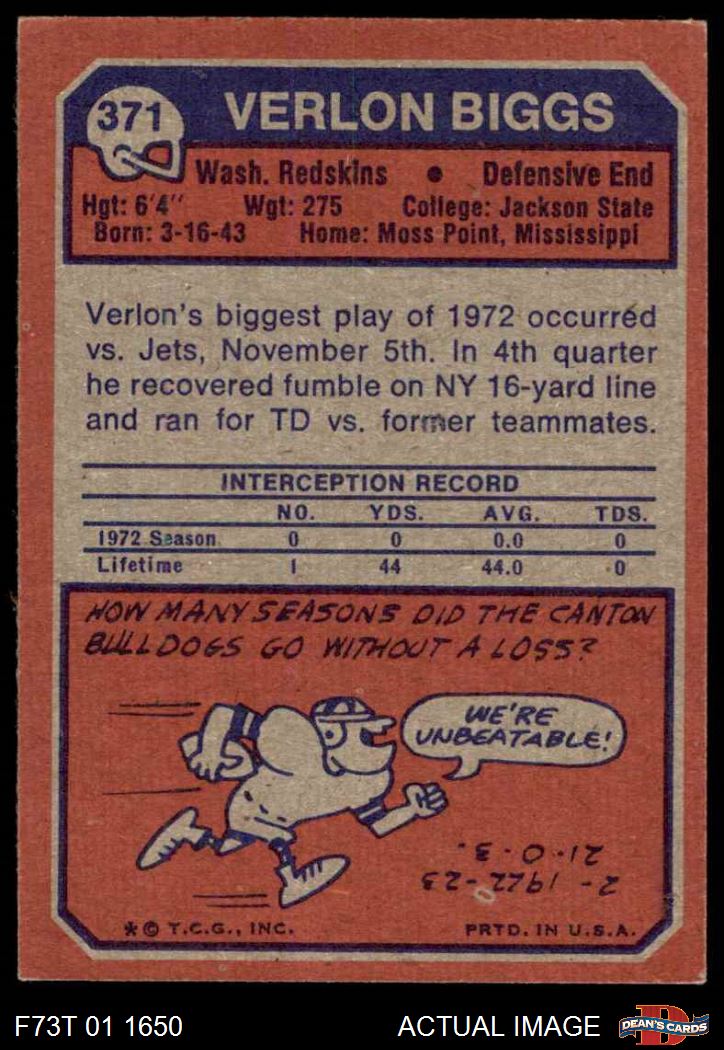 371
VERLON BIGGS
Wash. Redskins • Defensive End
Hgt: 6'4" Wgt: 275 College: Jackson State
Born: 3-16-43 Home: Moss Point, Mississippi
Verlon's biggest play of 1972 occurred
vs. Jets, November 5th. In 4th quarter
he recovered fumble on NY 16-yard line
and ran for TD vs. former teammates.
INTERCEPTION RECORD
NO. YDS. AVG. TDS.
1972 Season 0 0 0.0 0
Lifetime 1 44 44.0 0
HOW MANY SEASONS DID THE CANTON
BULLDOGS GO WITHOUT A LOSS?
WE'RE
UNBEATABLE!
2 - 1922-23
21-0-3.
* © T.C.G., INC. PRTD. IN U.S.A.
F73T 01 1650 ACTUAL IMAGE
D
DEAN'S CARDS